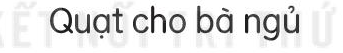 Quạt cho bà ngủ